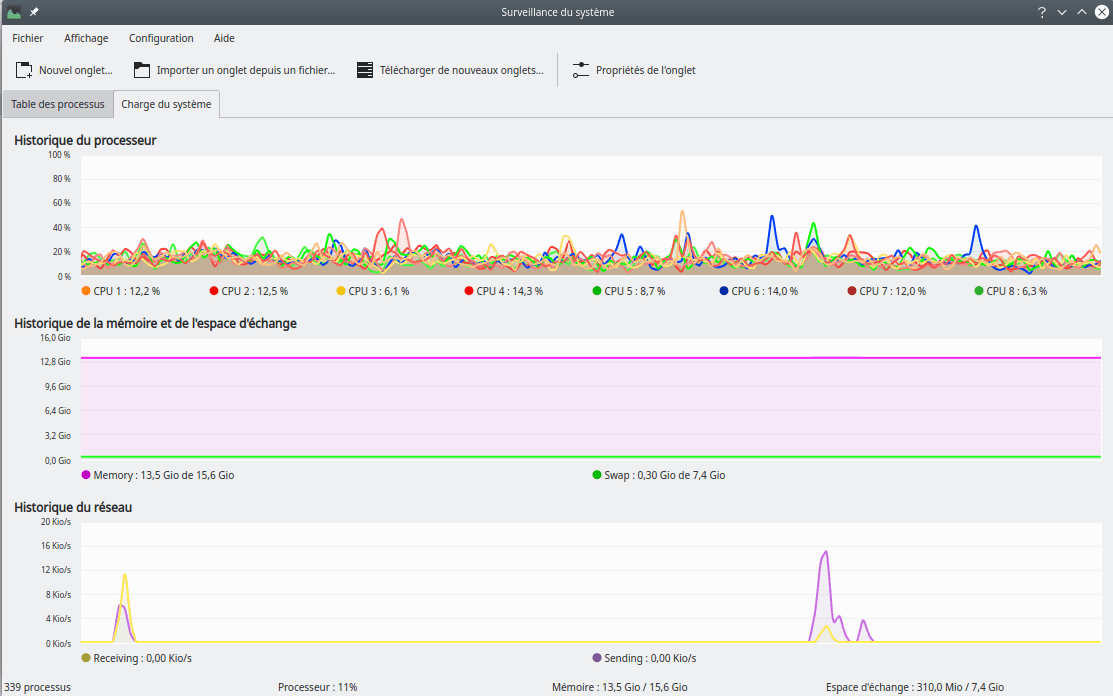 Surveillance du système
?
Fichier Affichage Configuration Aide
Nouvel onglet... Importer un onglet depuis un fichier... Télécharger de nouveaux onglets... Propriétés de l'onglet
Table des processus Charge du système
Historique du processeur
100 %
80 %
60 %
40 %
20 %
0 %
CPU 1 : 12,2 % CPU 2 : 12,5 % CPU 3 : 6,1 % CPU 4 : 14,3 % CPU 5 : 8,7 % CPU 6 : 14,0 % CPU 7 : 12,0 % CPU 8 : 6,3 %
Historique de la mémoire et de l'espace d'échange
16,0 Gio
12,8 Gio
9,6 Gio
6,4 Gio
3,2 Gio
0,0 Gio
Memory : 13,5 Gio de 15,6 Gio Swap : 0,30 Gio de 7,4 Gio
Historique du réseau
20 Kio/s
16 Kio/s
12 Kio/s
8 Kio/s
4 Kio/s
0 Kio/s
Receiving : 0,00 Kio/s Sending : 0,00 Kio/s
339 processus Processeur : 11% Mémoire : 13,5 Gio / 15,6 Gio Espace d'échange : 310,0 Mio / 7,4 Gio